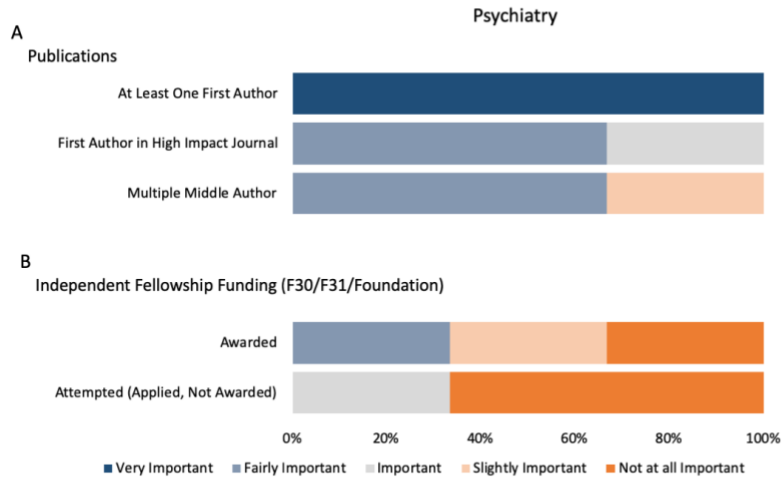 Psychiatry
A
Publications
At Least One First Author
First Author in High Impact Journal
Multiple Middle Author
B
Independent Fellowship Funding (F30/F31/Foundation)
Awarded
Attempted (Applied, Not Awarded)
0% 20% 40% 60% 80% 100%
Very Important Fairly Important Important Slightly Important Not at all Important